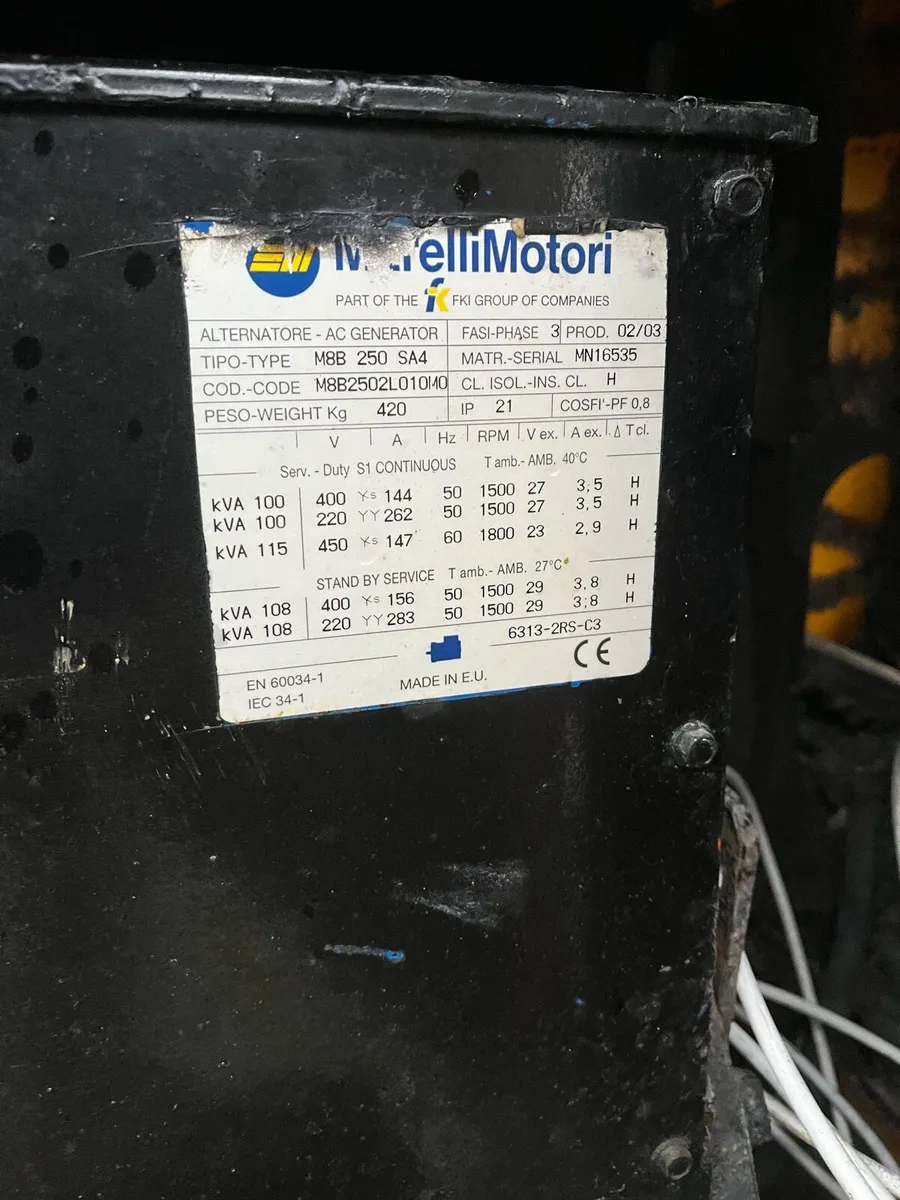 MarelliMotori
PART OF THE fk FKI GROUP OF COMPANIES
ALTERNATORE - AC GENERATOR FASI-PHASE 3 PROD. 02/03
TIPO-TYPE M8B 250 SA4 MATR.-SERIAL MN16535
COD.-CODE M8B2502L010M0 CL. ISOL.-INS. CL. H
PESO-WEIGHT Kg 420 IP 21 COSFI'-PF 0,8
V A Hz RPM V ex. A ex. Δ T cl.
Serv. - Duty S1 CONTINUOUS T amb.- AMB. 40°C
kVA 100 400 Ys 144 50 1500 27 3,5 H
kVA 100 220 YY 262 50 1500 27 3,5 H
kVA 115 450 Ys 147 60 1800 23 2,9 H
STAND BY SERVICE T amb.- AMB. 27°C
kVA 108 400 Ys 156 50 1500 29 3,8 H
kVA 108 220 YY 283 50 1500 29 3,8 H
6313-2RS-C3
EN 60034-1
IEC 34-1
MADE IN E.U.
CE